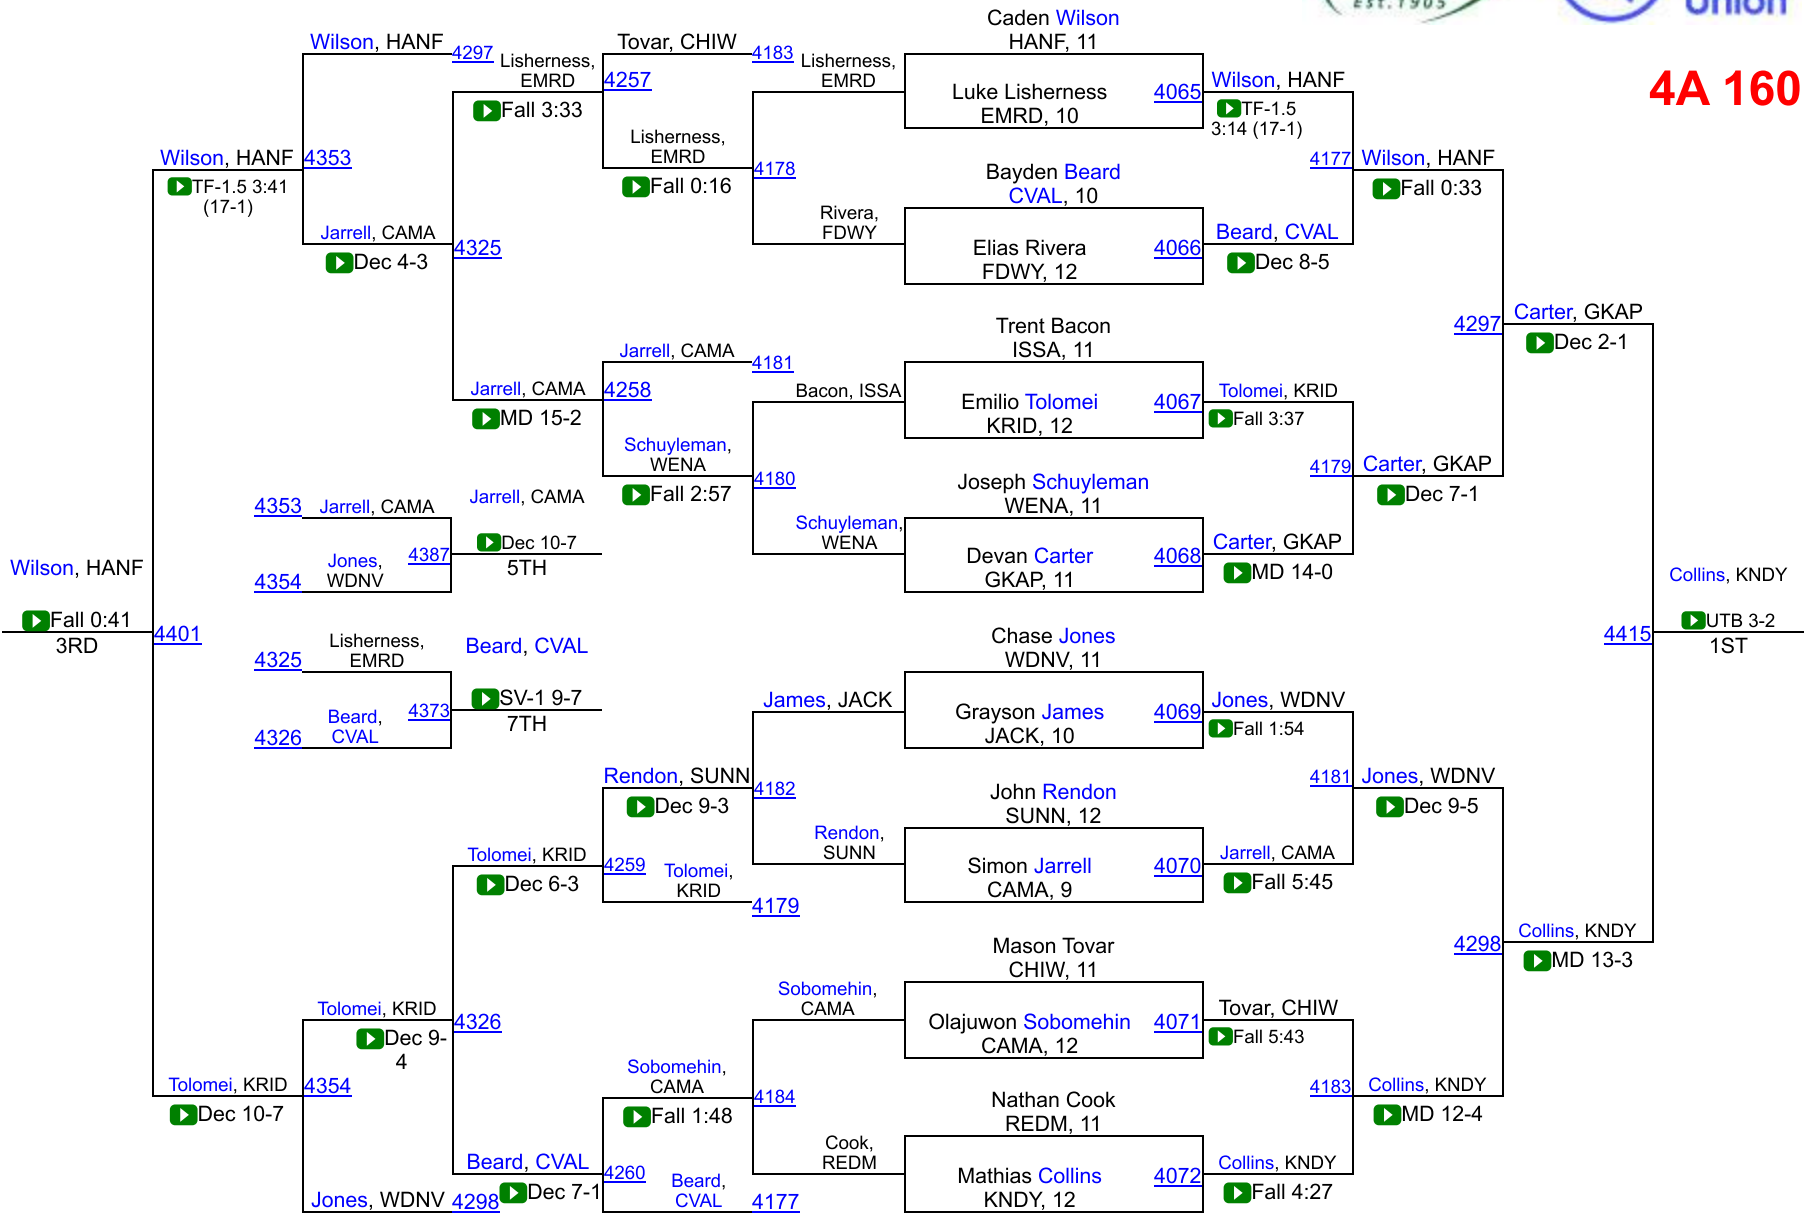 Est. 1905
Union
4A 160
Wilson, HANF
4297
Lisherness,
EMRD
Fall 3:33
Tovar, CHIW
4183
4257
Lisherness,
EMRD
Fall 0:16
4178
Lisherness,
EMRD
Rivera,
FDWY
Caden Wilson
HANF, 11
Luke Lisherness
EMRD, 10
4065
Wilson, HANF
TF-1.5
3:14 (17-1)
Bayden Beard
CVAL, 10
Elias Rivera
FDWY, 12
4066
Beard, CVAL
Dec 8-5
4177
Wilson, HANF
Fall 0:33
Wilson, HANF
TF-1.5 3:41
(17-1)
4353
Jarrell, CAMA
Dec 4-3
4325
Trent Bacon
ISSA, 11
Emilio Tolomei
KRID, 12
4067
Tolomei, KRID
Fall 3:37
4297
Carter, GKAP
Dec 2-1
Jarrell, CAMA
4181
Jarrell, CAMA
MD 15-2
4258
Bacon, ISSA
Schuyleman,
WENA
Fall 2:57
4180
Schuyleman,
WENA
Joseph Schuyleman
WENA, 11
Devan Carter
GKAP, 11
4068
Carter, GKAP
MD 14-0
4179
Carter, GKAP
Dec 7-1
4353
Jarrell, CAMA
Jarrell, CAMA
4354
Jones,
WDNV
4387
Dec 10-7
5TH
Wilson, HANF
Fall 0:41
3RD
4401
4325
Lisherness,
EMRD
Beard, CVAL
4326
Beard,
CVAL
4373
SV-1 9-7
7TH
Collins, KNDY
UTB 3-2
1ST
4415
Chase Jones
WDNV, 11
Grayson James
JACK, 10
4069
Jones, WDNV
Fall 1:54
James, JACK
Rendon, SUNN
Dec 9-3
4182
Rendon,
SUNN
John Rendon
SUNN, 12
Simon Jarrell
CAMA, 9
4070
Jarrell, CAMA
Fall 5:45
4181
Jones, WDNV
Dec 9-5
Tolomei, KRID
Dec 6-3
4259
Tolomei,
KRID
4179
4298
Collins, KNDY
MD 13-3
Mason Tovar
CHIW, 11
Olajuwon Sobomehin
CAMA, 12
4071
Tovar, CHIW
Fall 5:43
Sobomehin,
CAMA
Tolomei, KRID
Dec 9-
4
4326
Sobomehin,
CAMA
Fall 1:48
4184
Cook,
REDM
Nathan Cook
REDM, 11
Mathias Collins
KNDY, 12
4072
Collins, KNDY
Fall 4:27
4183
Collins, KNDY
MD 12-4
Tolomei, KRID
Dec 10-7
4354
Beard, CVAL
Dec 7-1
4260
Beard,
CVAL
4177
Jones, WDNV
4298